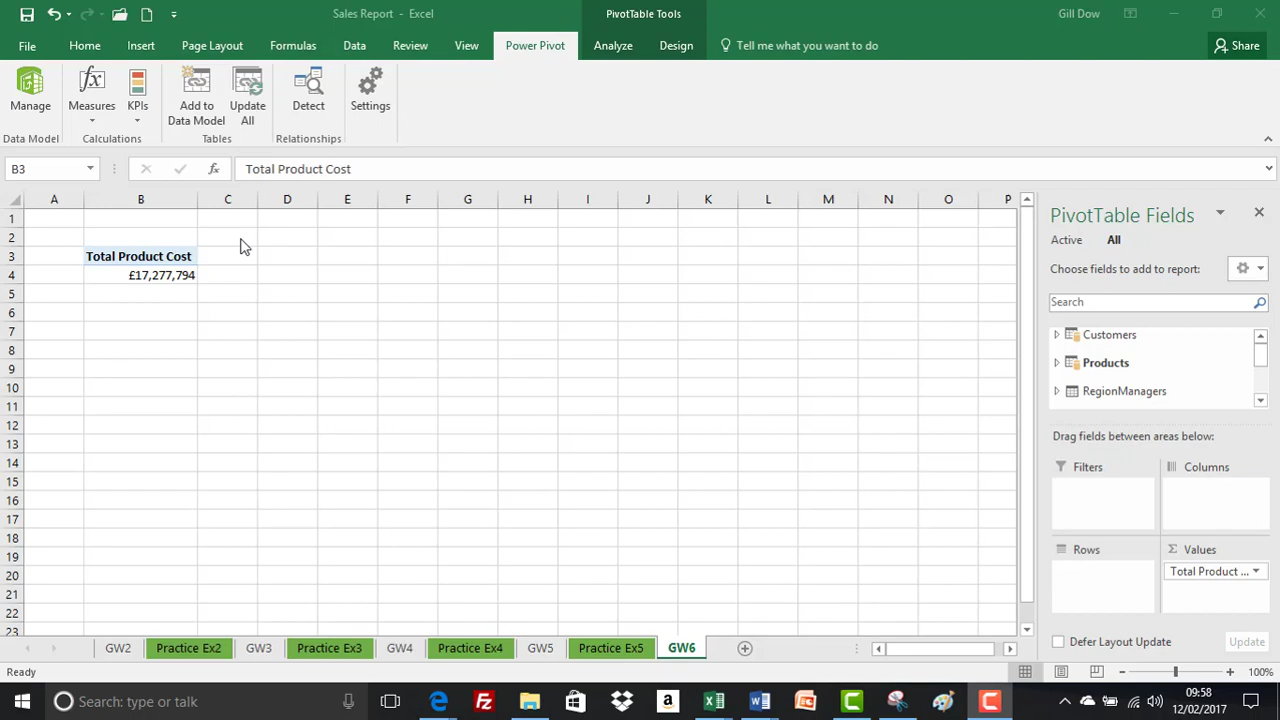 Sales Report - Excel
PivotTable Tools
Gill Dow
File
Home
Insert
Page Layout
Formulas
Data
Review
View
Power Pivot
Analyze
Design
Tell me what you want to do
Share
Manage
Measures
KPIs
Add to
Data Model
Update
All
Detect
Settings
Data Model
Calculations
Tables
Relationships
B3
fx
Total Product Cost
A B C D E F G H I J K L M N O P
1
2
3 Total Product Cost
4 £17,277,794
5
6
7
8
9
10
11
12
13
14
15
16
17
18
19
20
21
22
23
PivotTable Fields
Active All
Choose fields to add to report:
Search
Customers
Products
RegionManagers
Drag fields between areas below:
Filters
Columns
Rows
Σ Values
Total Product ...
Defer Layout Update
Update
GW2 Practice Ex2 GW3 Practice Ex3 GW4 Practice Ex4 GW5 Practice Ex5 GW6
Ready
100%
Search: to talk
09:58
12/02/2017